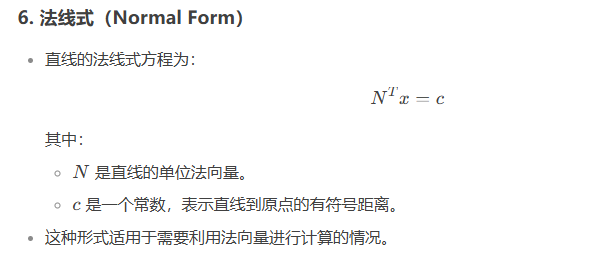 6. 法线式（Normal Form）
• 直线的法线式方程为：
N^T x = c
其中：
◦ N 是直线的单位法向量。
◦ c 是一个常数，表示直线到原点的有符号距离。
• 这种形式适用于需要利用法向量进行计算的情况。